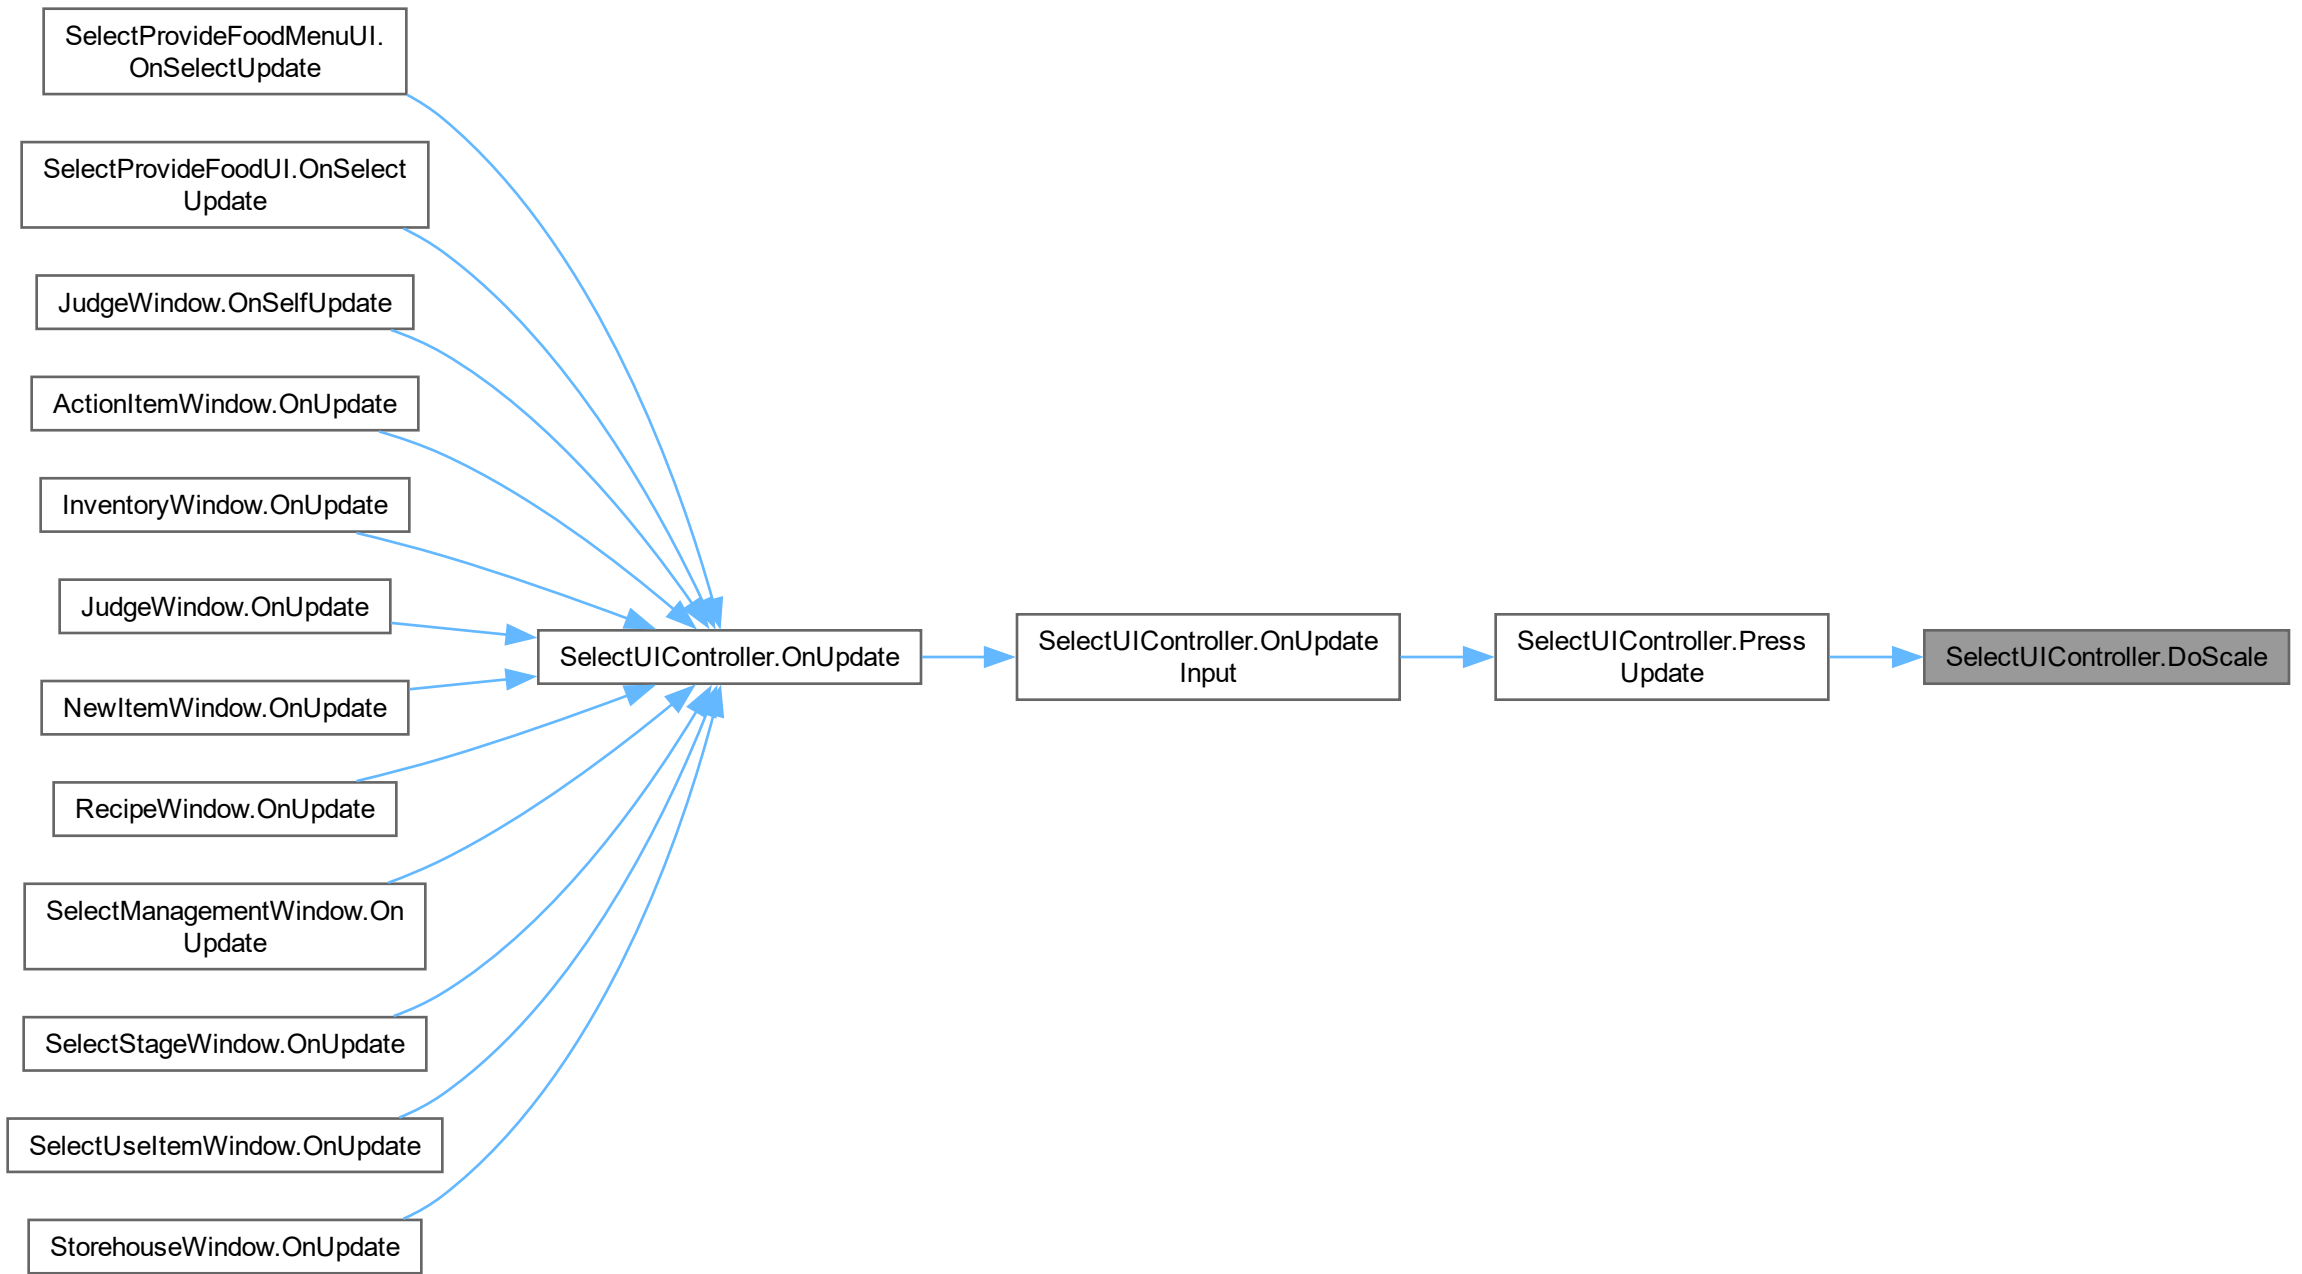 SelectProvideFoodMenuUI.
OnSelectUpdate
SelectProvideFoodUI.OnSelect
Update
JudgeWindow.OnSelfUpdate
ActionItemWindow.OnUpdate
InventoryWindow.OnUpdate
JudgeWindow.OnUpdate
NewItemWindow.OnUpdate
RecipeWindow.OnUpdate
SelectManagementWindow.On
Update
SelectStageWindow.OnUpdate
SelectUseItemWindow.OnUpdate
StorehouseWindow.OnUpdate
SelectUIController.OnUpdate
SelectUIController.OnUpdate
Input
SelectUIController.Press
Update
SelectUIController.DoScale